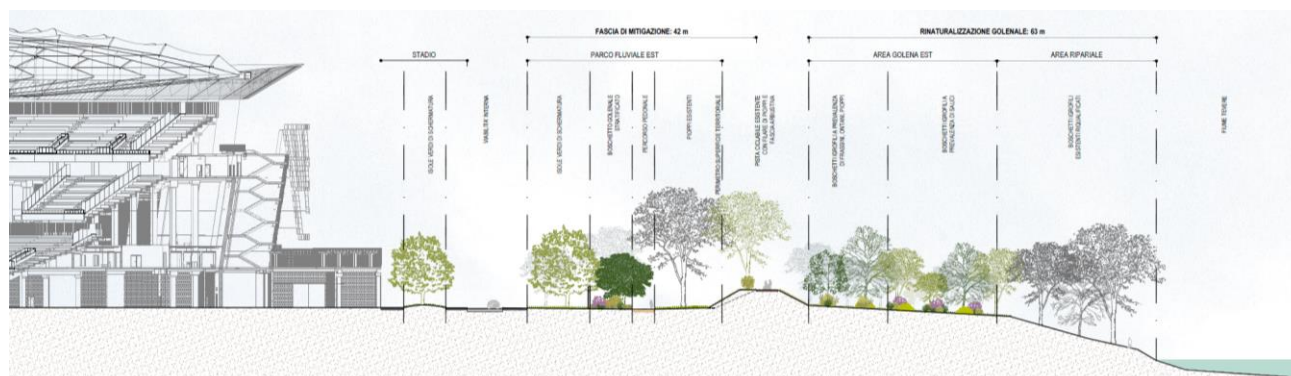 FASCIA DI MITIGAZIONE: 42 m
RINATURALIZZAZIONE GOLENALE: 63 m
STADIO
PARCO FLUVIALE EST
AREA GOLENA EST
AREA RIPARIALE
ISOLE VERDI DI SCHERMATURA
VIABILITA' INTERNA
ISOLE VERDI DI SCHERMATURA
BOSCHETTO GOLENALE
STRATIFICATO
PERCORSO PEDONALE
PIOPPI ESISTENTI
PERIMETRO SUPERFICIE TERRITORIALE
PISTA CICLABILE ESISTENTE
CON FILARE DI PIOPPI E
FASCIA ARBUSTIVA
BOSCHETTI IGROFILI A PREVALENZA
DI FRASSINI, ONTANI, PIOPPI
BOSCHETTI IGROFILI A
PREVALENZA DI SALICI
BOSCHETTI IGROFILI
ESISTENTI RIQUALIFICATI
FIUME TEVERE